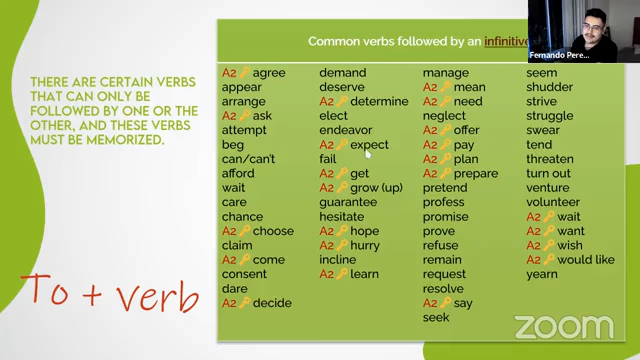 Common verbs followed by an infinitive
Fernando Pere...
THERE ARE CERTAIN VERBS
THAT CAN ONLY BE
FOLLOWED BY ONE OR THE
OTHER, AND THESE VERBS
MUST BE MEMORIZED.
To + verb
A2 agree
appear
arrange
A2 ask
attempt
beg
can/can't
afford
wait
care
chance
A2 choose
claim
A2 come
consent
dare
A2 decide
demand
deserve
A2 determine
elect
endeavor
A2 expect
fail
A2 get
A2 grow (up)
guarantee
hesitate
A2 hope
A2 hurry
incline
A2 learn
manage
A2 mean
A2 need
neglect
A2 offer
A2 pay
A2 plan
A2 prepare
pretend
profess
promise
prove
refuse
remain
request
resolve
A2 say
seek
seem
shudder
strive
struggle
swear
tend
threaten
turn out
venture
volunteer
A2 wait
A2 want
A2 wish
A2 would like
yearn
zoom